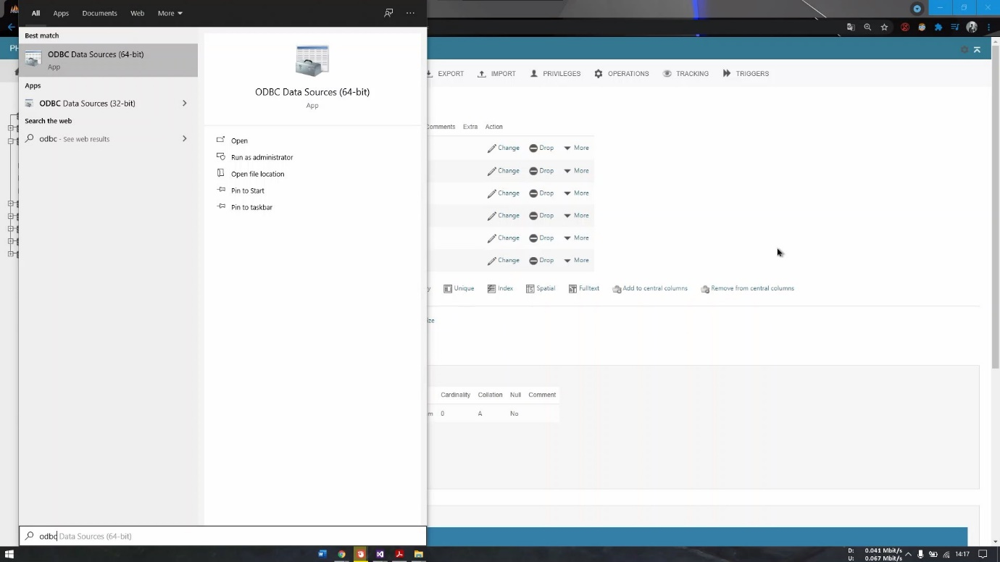 All Apps Documents Web More
Best match
ODBC Data Sources (64-bit)
App
Apps
ODBC Data Sources (32-bit)
Search the web
odbc - See web results
ODBC Data Sources (64-bit)
App
Open
Run as administrator
Open file location
Pin to Start
Pin to taskbar
odbc Data Sources (64-bit)
PH
EXPORT IMPORT PRIVILEGES OPERATIONS TRACKING TRIGGERS
Comments Extra Action
Change Drop More
Change Drop More
Change Drop More
Change Drop More
Change Drop More
Change Drop More
y Unique Index Spatial Fulltext Add to central columns Remove from central columns
ize
Cardinality Collation Null Comment
m 0 A No
D: 0.041 Mbit/s
U: 0.067 Mbit/s
14:17